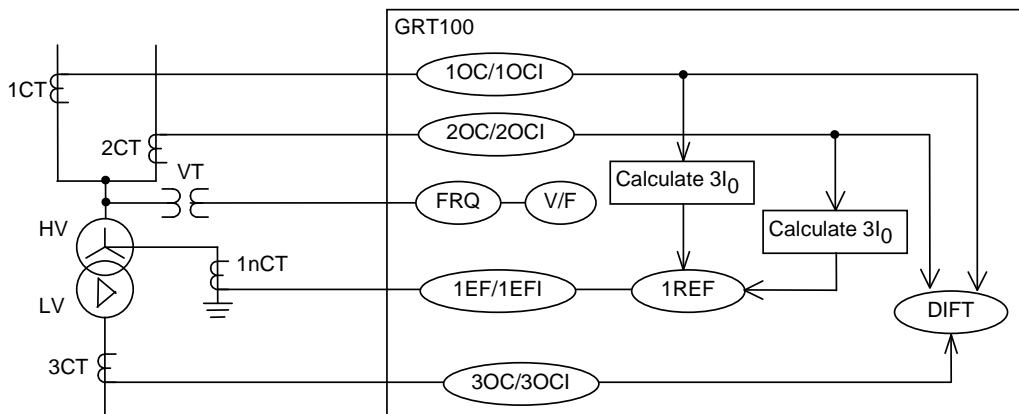 GRT100
1CT
1OC/1OCI
2CT
2OC/2OCI
VT
Calculate 3I0
FRQ
V/F
HV
Calculate 3I0
1nCT
1EF/1EFI
1REF
LV
DIFT
3CT
3OC/3OCI